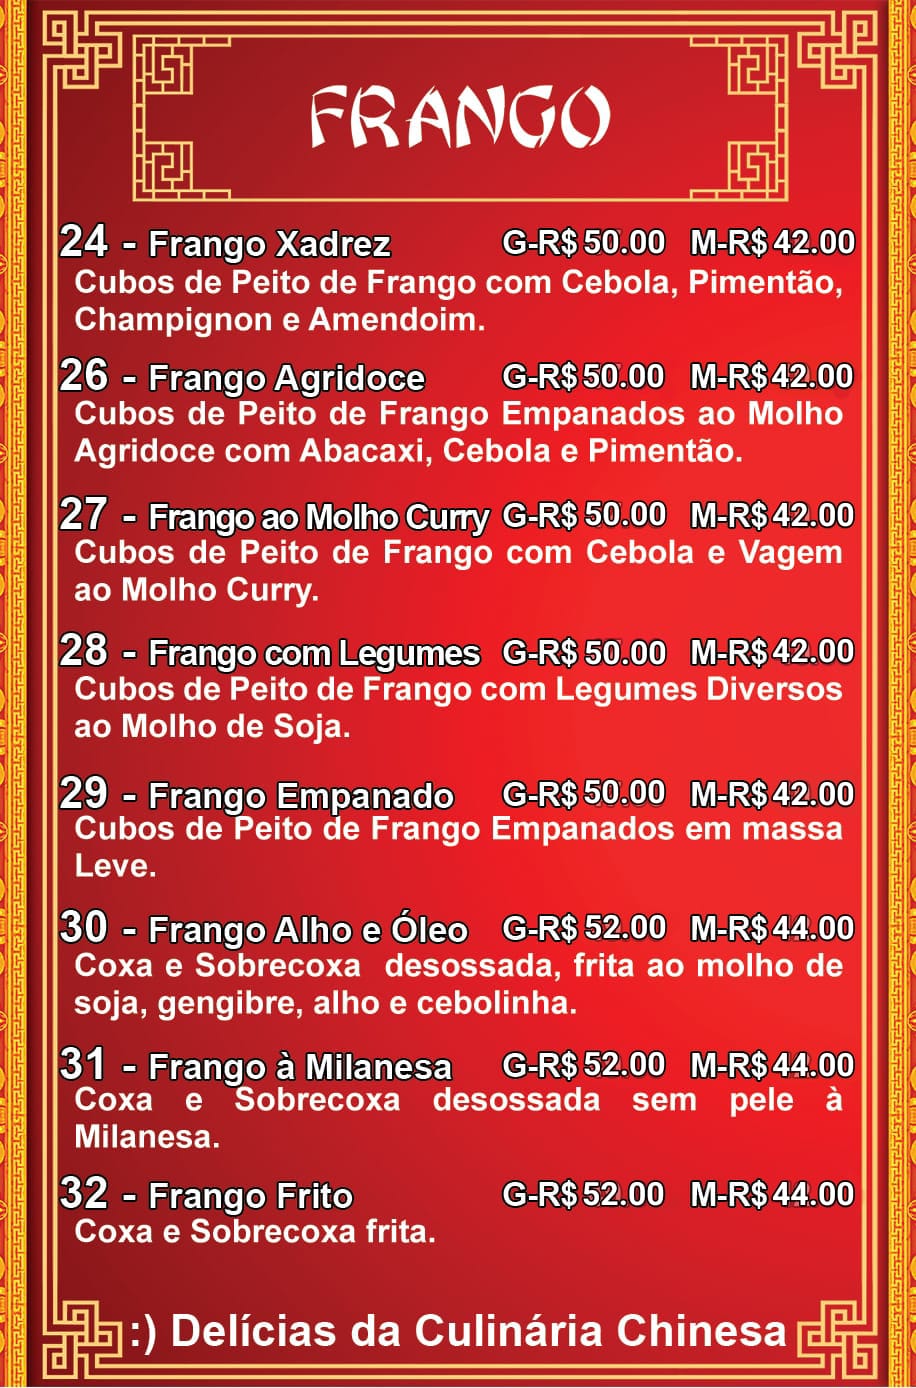 FRANGO
24 - Frango Xadrez G-R$ 50.00 M-R$ 42.00
Cubos de Peito de Frango com Cebola, Pimentão,
Champignon e Amendoim.
26 - Frango Agridoce G-R$ 50.00 M-R$ 42.00
Cubos de Peito de Frango Empanados ao Molho
Agridoce com Abacaxi, Cebola e Pimentão.
27 - Frango ao Molho Curry G-R$ 50.00 M-R$ 42.00
Cubos de Peito de Frango com Cebola e Vagem
ao Molho Curry.
28 - Frango com Legumes G-R$ 50.00 M-R$ 42.00
Cubos de Peito de Frango com Legumes Diversos
ao Molho de Soja.
29 - Frango Empanado G-R$ 50.00 M-R$ 42.00
Cubos de Peito de Frango Empanados em massa
Leve.
30 - Frango Alho e Óleo G-R$ 52.00 M-R$ 44.00
Coxa e Sobrecoxa desossada, frita ao molho de
soja, gengibre, alho e cebolinha.
31 - Frango à Milanesa G-R$ 52.00 M-R$ 44.00
Coxa e Sobrecoxa desossada sem pele à
Milanesa.
32 - Frango Frito G-R$ 52.00 M-R$ 44.00
Coxa e Sobrecoxa frita.
:) Delícias da Culinária Chinesa